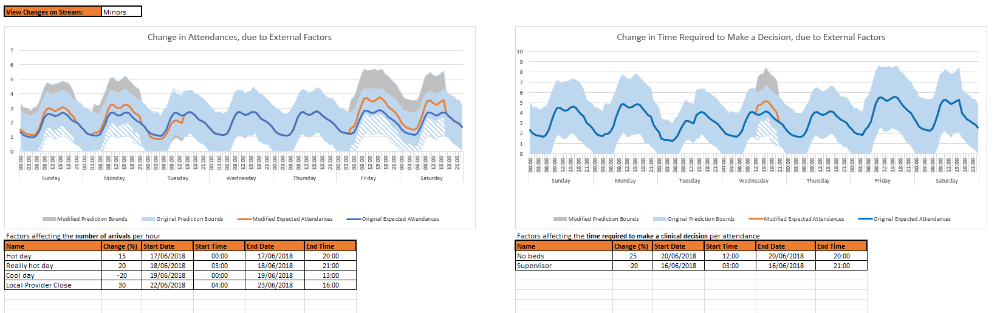 View Changes on Stream: Minors
Change in Attendances, due to External Factors
7
6
5
4
3
2
1
0
00:00 03:00 06:00 09:00 12:00 15:00 18:00 21:00 00:00 03:00 06:00 09:00 12:00 15:00 18:00 21:00 00:00 03:00 06:00 09:00 12:00 15:00 18:00 21:00 00:00 03:00 06:00 09:00 12:00 15:00 18:00 21:00 00:00 03:00 06:00 09:00 12:00 15:00 18:00 21:00 00:00 03:00 06:00 09:00 12:00 15:00 18:00 21:00 00:00 03:00 06:00 09:00 12:00 15:00 18:00 21:00
Sunday Monday Tuesday Wednesday Thursday Friday Saturday
Modified Prediction Bounds Original Prediction Bounds Modified Expected Attendances Original Expected Attendances
Factors affecting the number of arrivals per hour
Name Change (%) Start Date Start Time End Date End Time
Hot day 15 17/06/2018 00:00 17/06/2018 20:00
Really hot day 20 18/06/2018 03:00 18/06/2018 21:00
Cool day -20 19/06/2018 00:00 19/06/2018 13:00
Local Provider Close 30 22/06/2018 04:00 23/06/2018 16:00
Change in Time Required to Make a Decision, due to External Factors
10
9
8
7
6
5
4
3
2
1
0
00:00 03:00 06:00 09:00 12:00 15:00 18:00 21:00 00:00 03:00 06:00 09:00 12:00 15:00 18:00 21:00 00:00 03:00 06:00 09:00 12:00 15:00 18:00 21:00 00:00 03:00 06:00 09:00 12:00 15:00 18:00 21:00 00:00 03:00 06:00 09:00 12:00 15:00 18:00 21:00 00:00 03:00 06:00 09:00 12:00 15:00 18:00 21:00 00:00 03:00 06:00 09:00 12:00 15:00 18:00 21:00
Sunday Monday Tuesday Wednesday Thursday Friday Saturday
Modified Prediction Bounds Original Prediction Bounds Modified Expected Attendances Original Expected Attendances
Factors affecting the time required to make a clinical decision per attendance
Name Change (%) Start Date Start Time End Date End Time
No beds 25 20/06/2018 12:00 20/06/2018 20:00
Supervisor -20 16/06/2018 03:00 16/06/2018 21:00